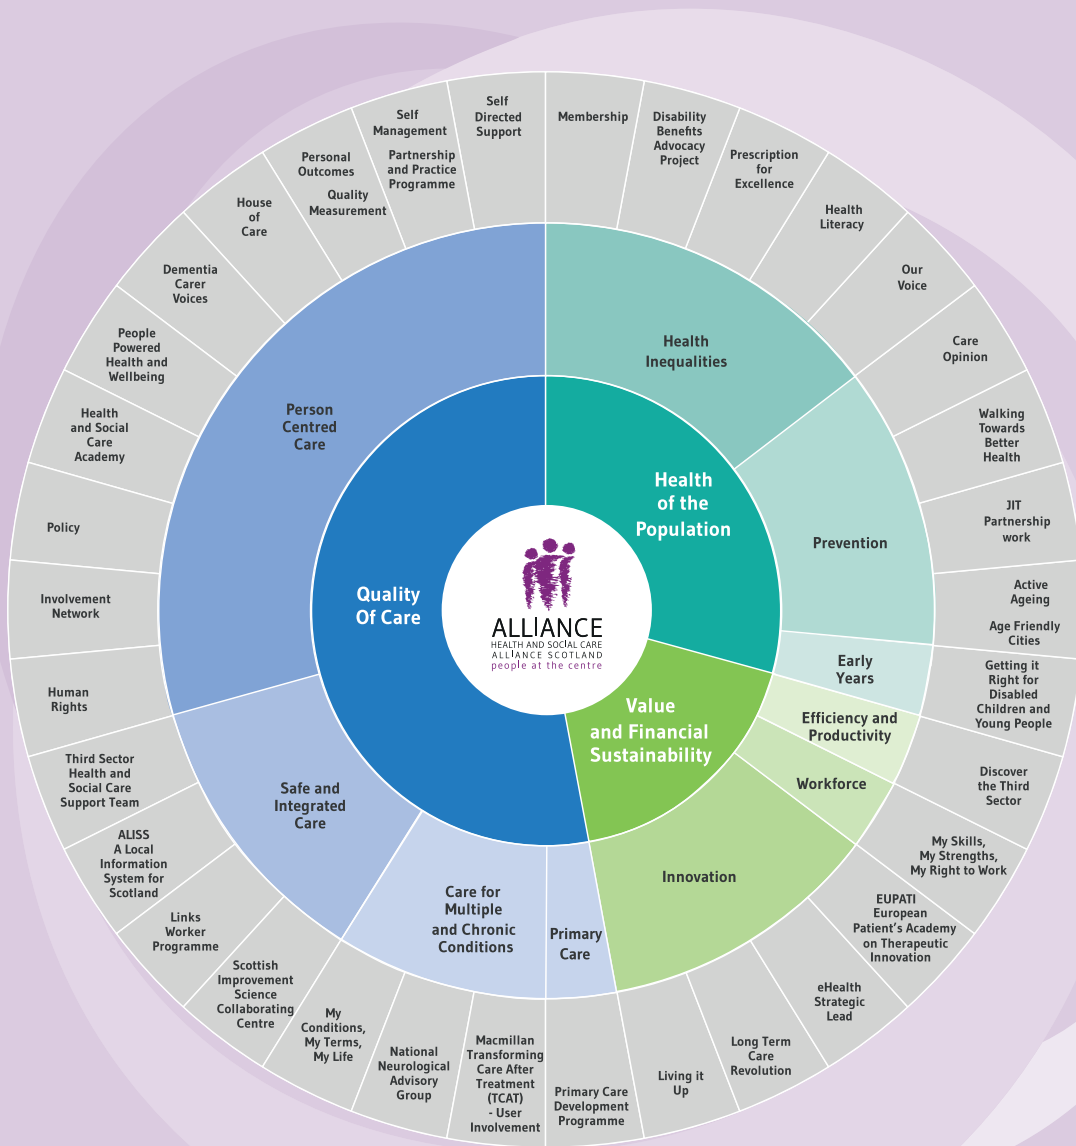 Self
Directed
Support
Membership
Disability
Benefits
Advocacy
Project
Prescription
for
Excellence
Health
Literacy
Our
Voice
Care
Opinion
Walking
Towards
Better
Health
JIT
Partnership
work
Active
Ageing
Age Friendly
Cities
Getting it
Right for
Disabled
Children and
Young People
Discover
the Third
Sector
My Skills,
My Strengths,
My Right to Work
EUPATI
European
Patient's Academy
on Therapeutic
Innovation
eHealth
Strategic
Lead
Long Term
Care
Revolution
Living it
Up
Primary Care
Development
Programme
Macmillan
Transforming
Care After
Treatment
(TCAT)
- User
Involvement
National
Neurological
Advisory
Group
My
Conditions,
My Terms,
My Life
Scottish
Improvement
Science
Collaborating
Centre
Links
Worker
Programme
ALISS
A Local
Information
System for
Scotland
Third Sector
Health and
Social Care
Support Team
Human
Rights
Involvement
Network
Policy
Health
and Social
Care
Academy
People
Powered
Health and
Wellbeing
Dementia
Carer
Voices
House
of
Care
Personal
Outcomes
Quality
Measurement
Self
Management
Partnership
and Practice
Programme
Health
Inequalities
Prevention
Early
Years
Efficiency and
Productivity
Workforce
Innovation
Primary
Care
Care for
Multiple
and Chronic
Conditions
Safe and
Integrated
Care
Person
Centred
Care
Health
of the
Population
Value
and Financial
Sustainability
Quality
Of Care
ALLIANCE
HEALTH AND SOCIAL CARE
ALLIANCE SCOTLAND
people at the centre